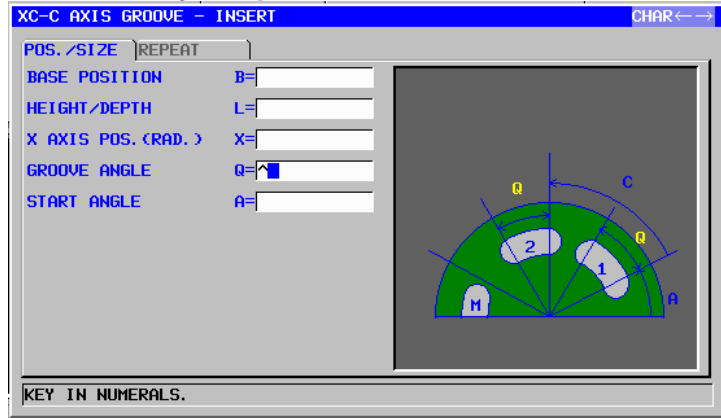 XC-C AXIS GROOVE - INSERT CHAR←→
POS./SIZE REPEAT
BASE POSITION B=
HEIGHT/DEPTH L=
X AXIS POS.(RAD.) X=
GROOVE ANGLE Q=^
START ANGLE A=
Q C
Q
2
1
M A
KEY IN NUMERALS.